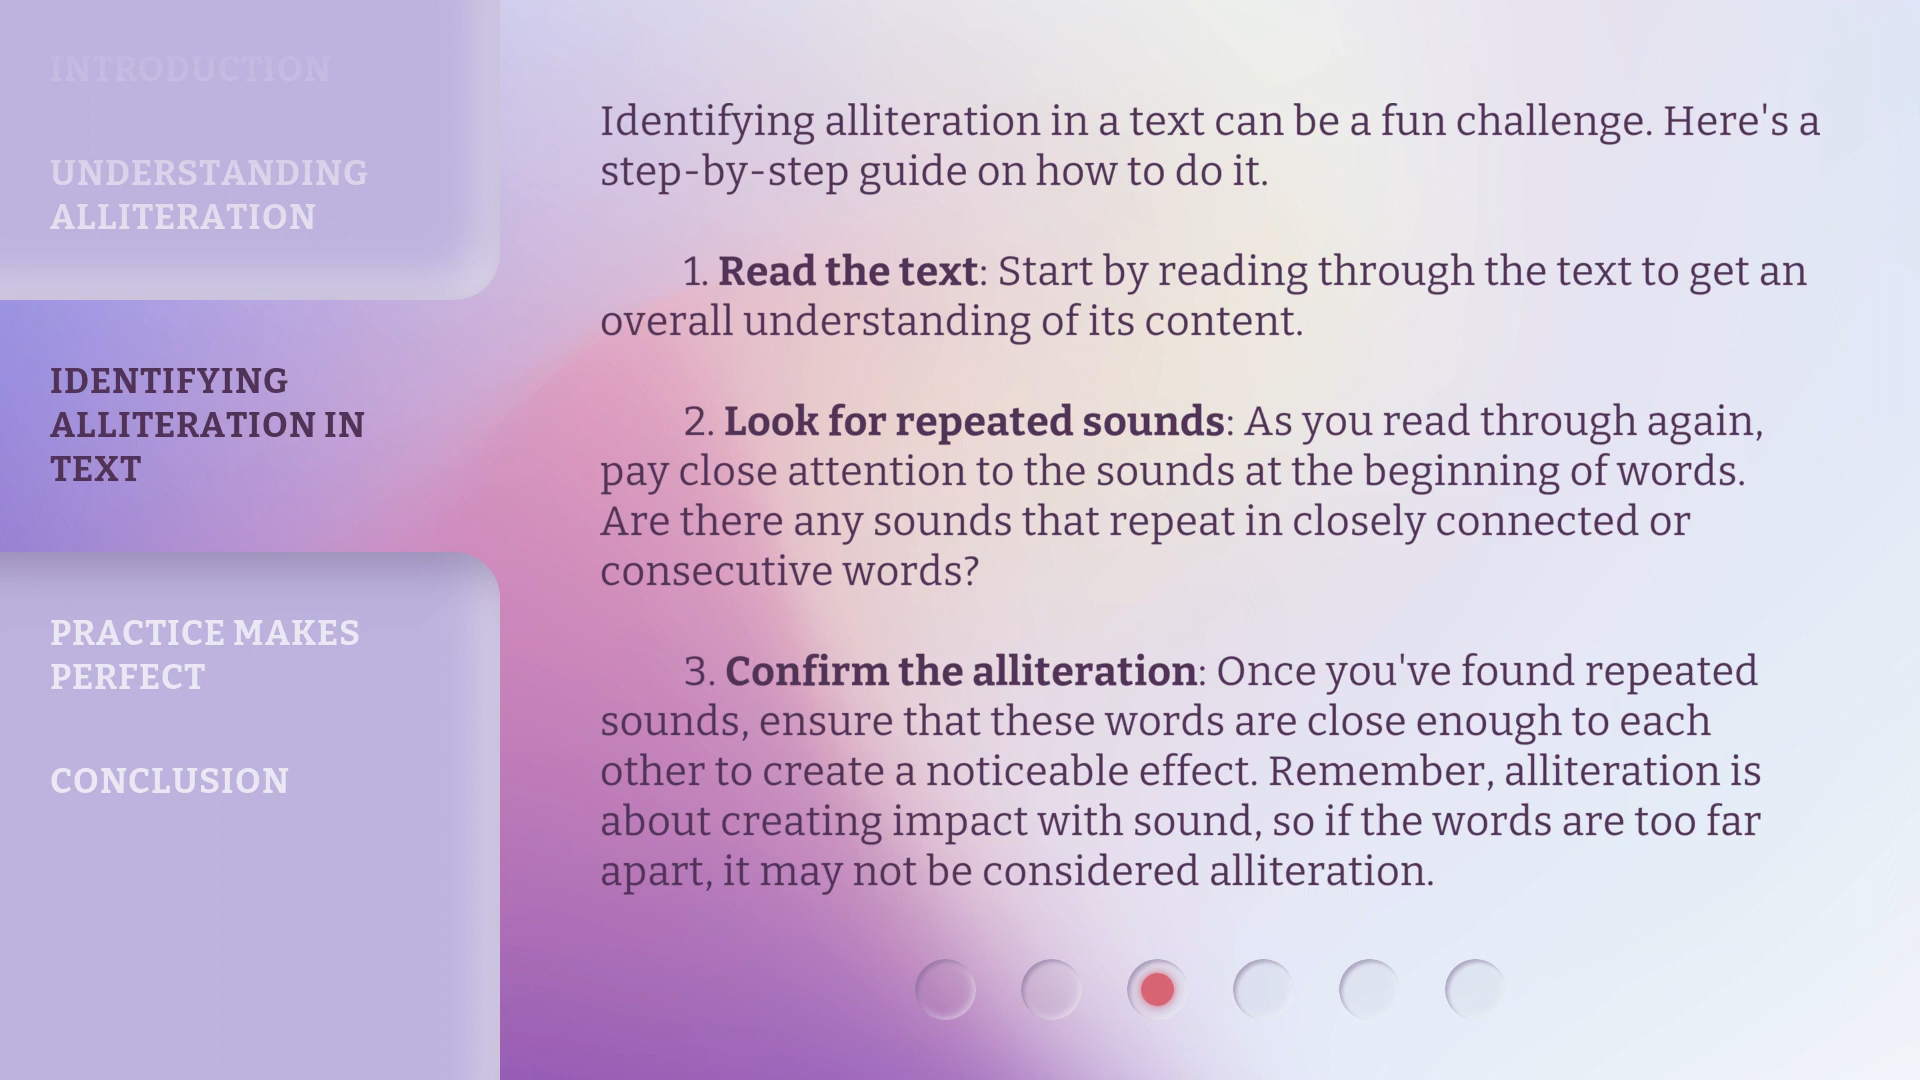 INTRODUCTION
UNDERSTANDING
ALLITERATION
IDENTIFYING
ALLITERATION IN
TEXT
PRACTICE MAKES
PERFECT
CONCLUSION
Identifying alliteration in a text can be a fun challenge. Here's a
step-by-step guide on how to do it.
1. Read the text: Start by reading through the text to get an
overall understanding of its content.
2. Look for repeated sounds: As you read through again,
pay close attention to the sounds at the beginning of words.
Are there any sounds that repeat in closely connected or
consecutive words?
3. Confirm the alliteration: Once you've found repeated
sounds, ensure that these words are close enough to each
other to create a noticeable effect. Remember, alliteration is
about creating impact with sound, so if the words are too far
apart, it may not be considered alliteration.